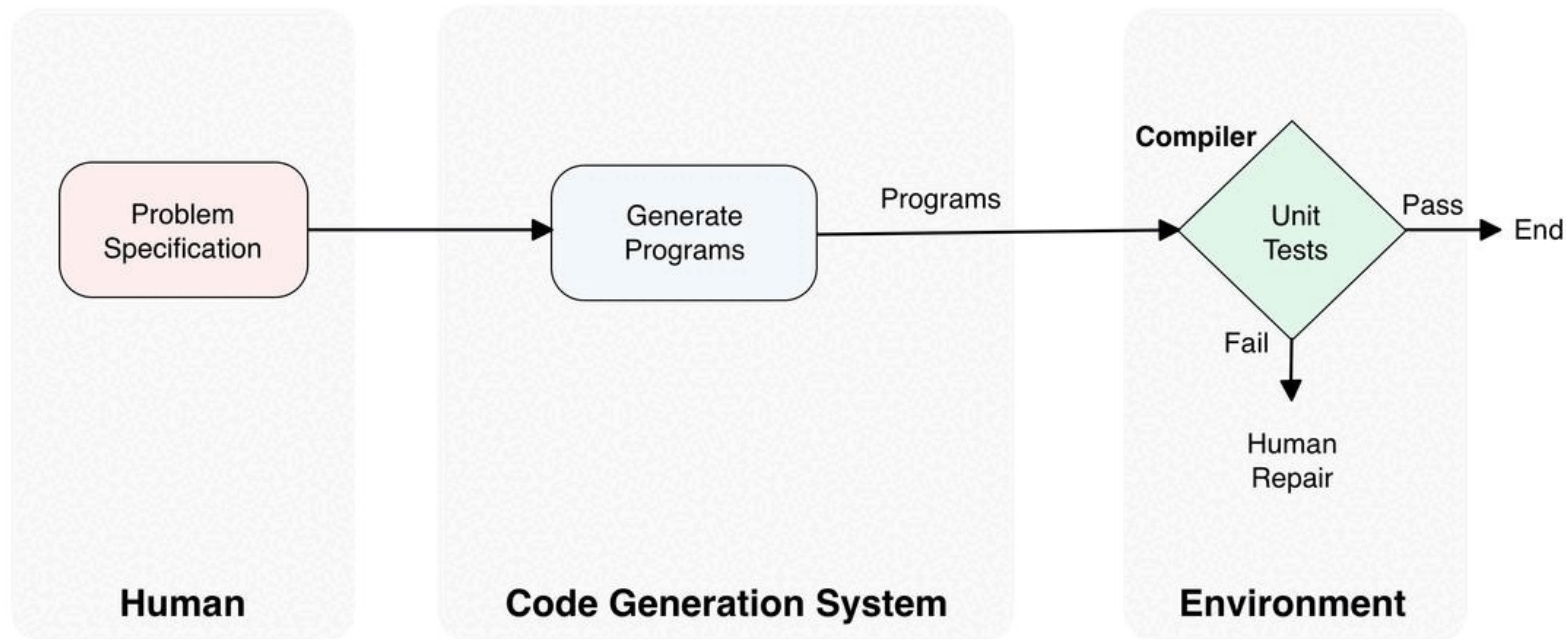 Problem
Specification
Generate
Programs
Programs
Compiler
Unit
Tests
Pass
End
Fail
Human
Repair
Human
Code Generation System
Environment